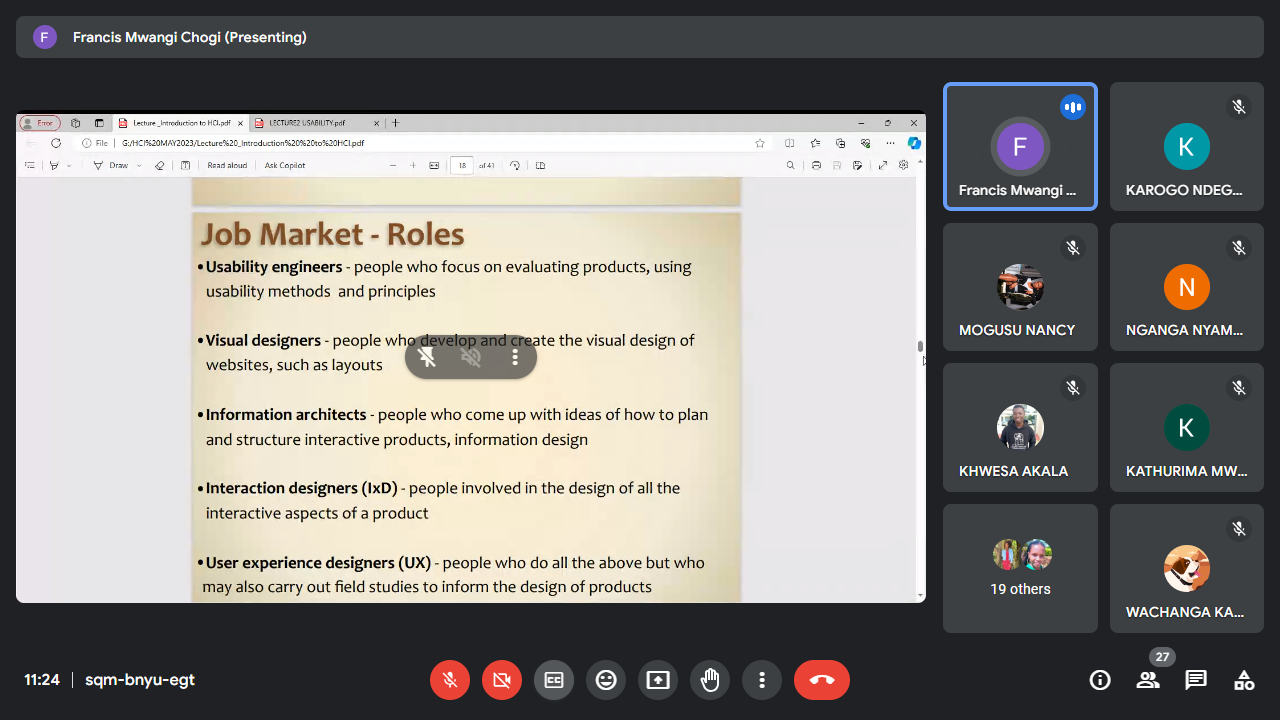 F
Francis Mwangi Chogi (Presenting)
Error
Lecture _Introduction to HCI.pdf
LECTURE2 USABILITY.pdf
File
G:/HCI%20MAY2023/Lecture%20_Introduction%20%20to%20HCI.pdf
Draw
Read aloud
Ask Copilot
18
of 41
Job Market - Roles
•Usability engineers - people who focus on evaluating products, using
usability methods and principles
•Visual designers - people who develop and create the visual design of
websites, such as layouts
•Information architects - people who come up with ideas of how to plan
and structure interactive products, information design
•Interaction designers (IxD) - people involved in the design of all the
interactive aspects of a product
•User experience designers (UX) - people who do all the above but who
may also carry out field studies to inform the design of products
F
Francis Mwangi ...
K
KAROGO NDEG...
MOGUSU NANCY
N
NGANGA NYAM...
KHWESA AKALA
K
KATHURIMA MW...
19 others
WACHANGA KA...
11:24
sqm-bnyu-egt
CC
27